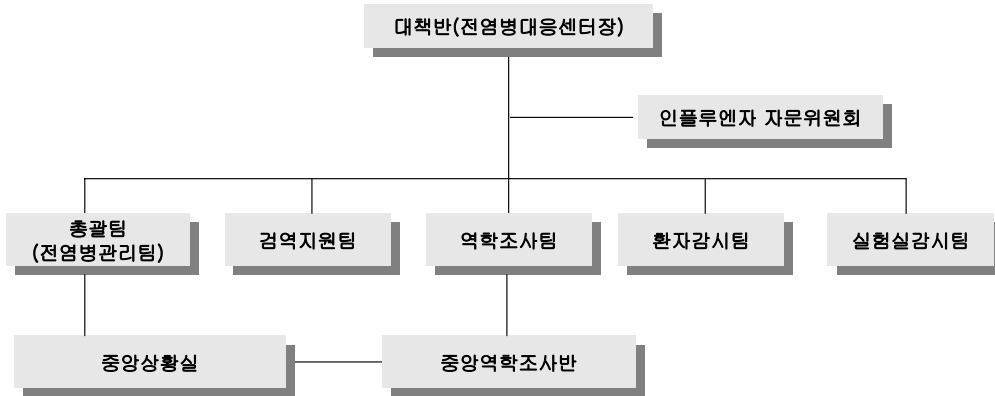 대책반(전염병대응센터장)
인플루엔자 자문위원회
총괄팀
(전염병관리팀)
검역지원팀
역학조사팀
환자감시팀
실험실감시팀
중앙상황실
중앙역학조사반